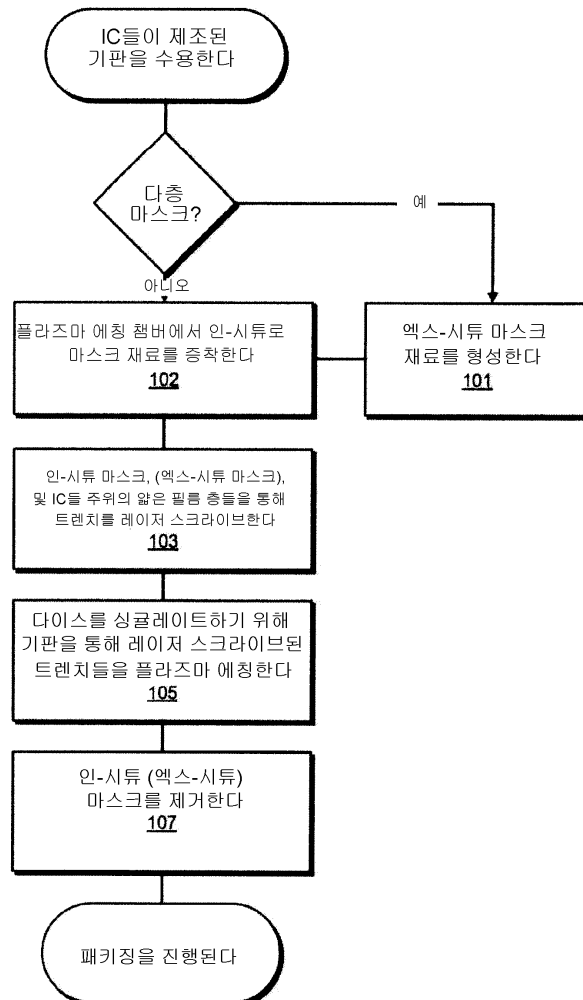 IC들이 제조된
기판을 수용한다
다층
마스크?
예
아니오
플라즈마 에칭 챔버에서 인-시튜로
마스크 재료를 증착한다
102
엑스-시튜 마스크
재료를 형성한다
101
인-시튜 마스크, (엑스-시튜 마스크),
및 IC들 주위의 얇은 필름 층들을 통해
트렌치를 레이저 스크라이브한다
103
다이스를 싱귤레이트하기 위해
기판을 통해 레이저 스크라이브된
트렌치들을 플라즈마 에칭한다
105
인-시튜 (엑스-시튜)
마스크를 제거한다
107
패키징을 진행된다